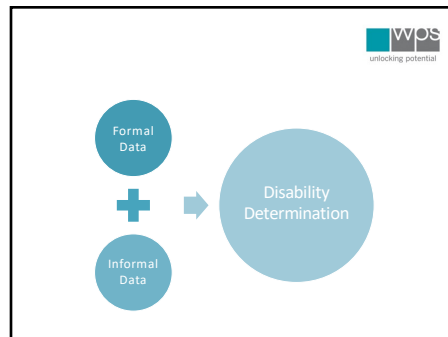 wps
unlocking potential
Formal
Data
Informal
Data
Disability
Determination